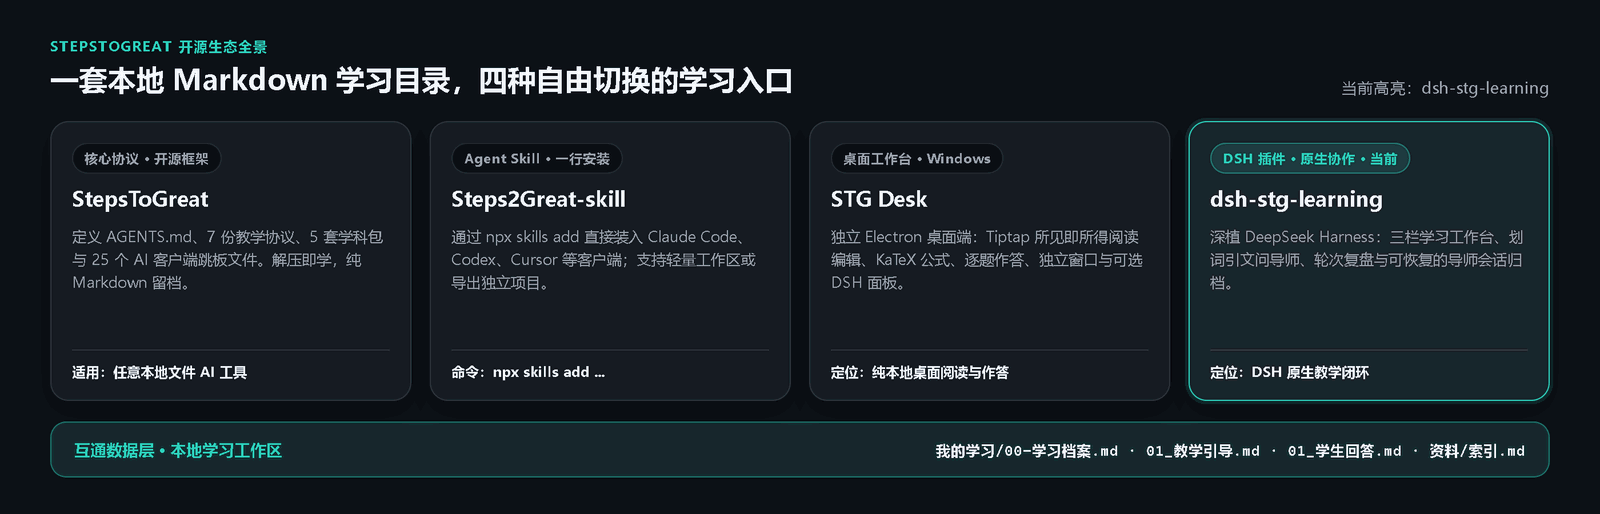 STEPSTOGREAT 开源生态全景
一套本地 Markdown 学习目录，四种自由切换的学习入口
当前高亮：dsh-stg-learning
核心协议 • 开源框架
StepsToGreat
定义 AGENTS.md、7 份教学协议、5 套学科包
与 25 个 AI 客户端跳板文件。解压即学，纯
Markdown 留档。
适用：任意本地文件 AI 工具
Agent Skill • 一行安装
Steps2Great-skill
通过 npx skills add 直接装入 Claude Code、
Codex、Cursor 等客户端；支持轻量工作区或
导出独立项目。
命令：npx skills add ...
桌面工作台 • Windows
STG Desk
独立 Electron 桌面端：Tiptap 所见即所得阅读
编辑、KaTeX 公式、逐题作答、独立窗口与可选
DSH 面板。
定位：纯本地桌面阅读与作答
DSH 插件 • 原生协作 • 当前
dsh-stg-learning
深植 DeepSeek Harness：三栏学习工作台、划
词引文问导师、轮次复盘与可恢复的导师会话归
档。
定位：DSH 原生教学闭环
互通数据层 • 本地学习工作区
我的学习/00-学习档案.md · 01_教学引导.md · 01_学生回答.md · 资料/索引.md